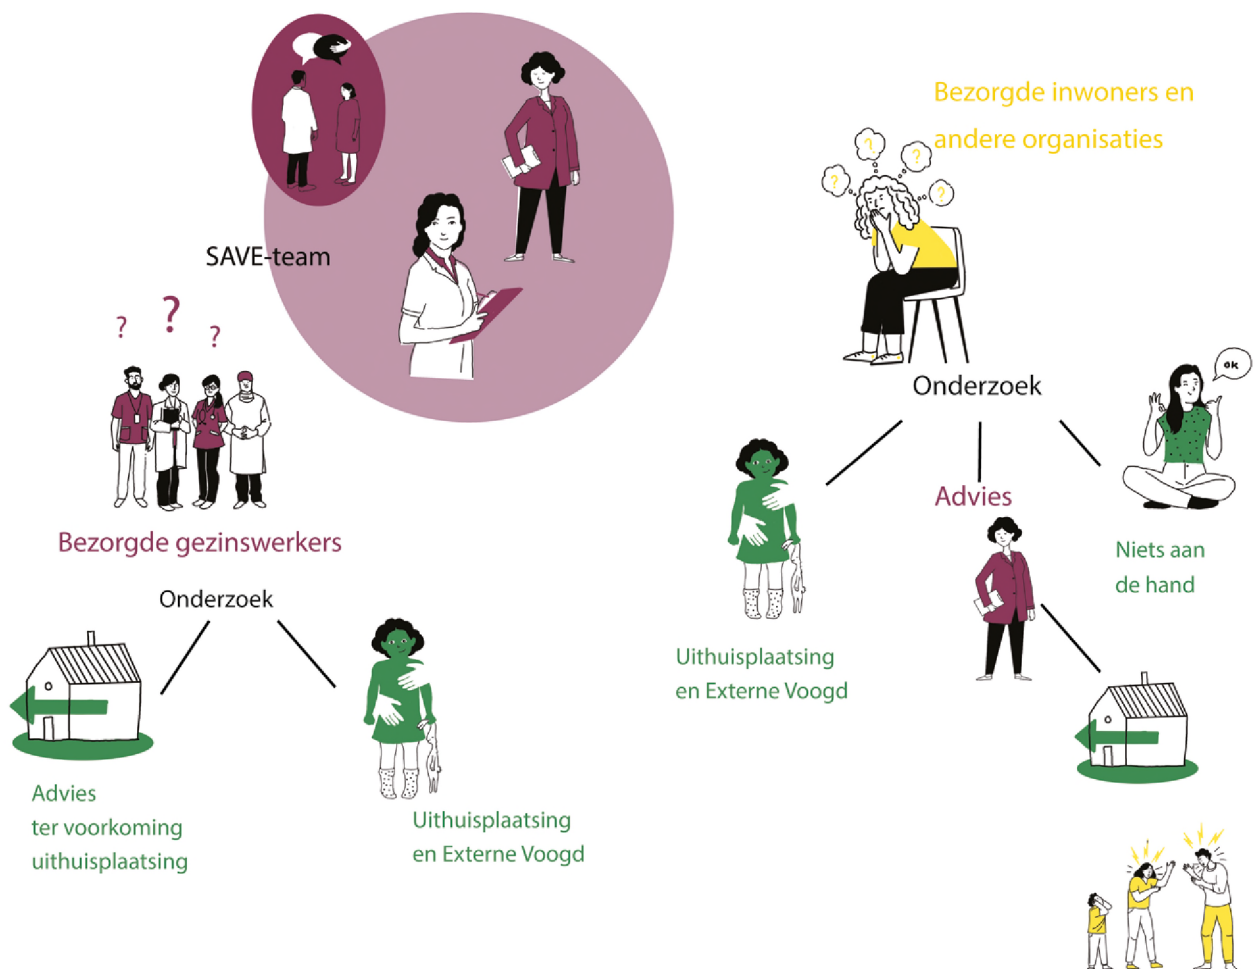 SAVE-team
? ? ?
Bezorgde gezinswerkers
Onderzoek
Advies
ter voorkoming
uithuisplaatsing
Uithuisplaatsing
en Externe Voogd
Bezorgde inwoners en
andere organisaties
? ? ? ?
Onderzoek
ok
Advies
Niets aan
de hand
Uithuisplaatsing
en Externe Voogd